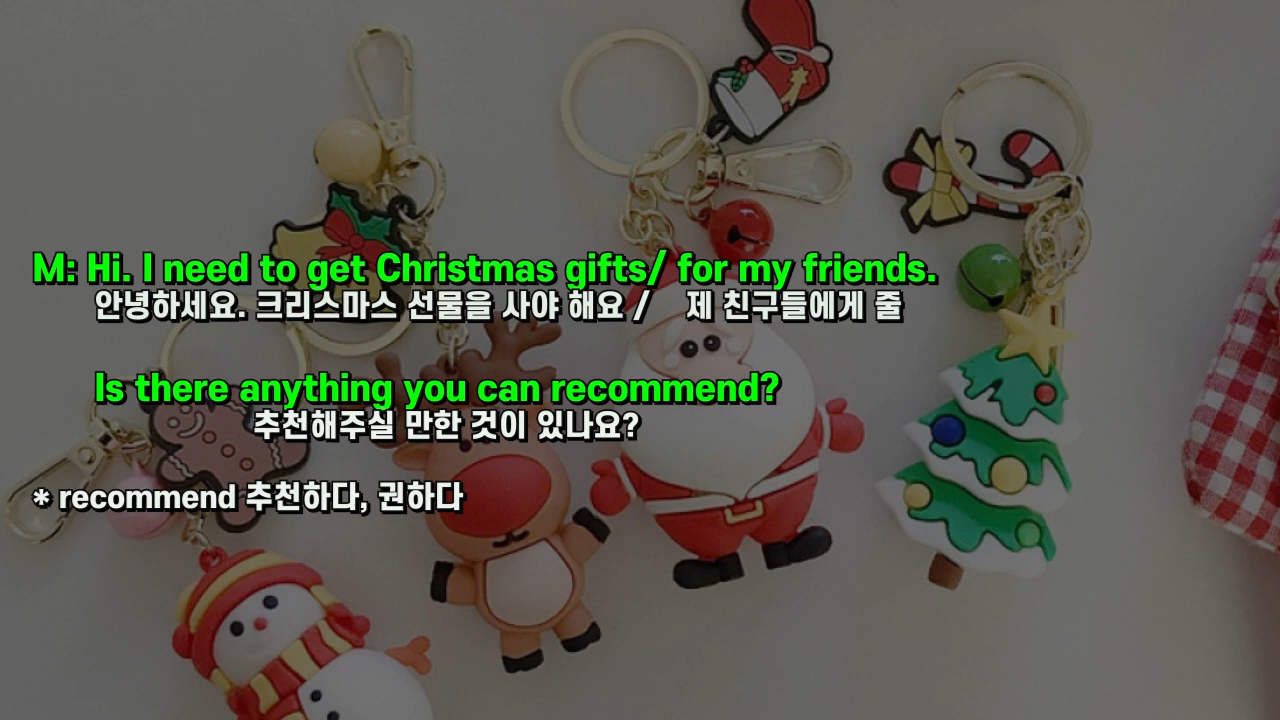 M: Hi. I need to get Christmas gifts/ for my friends.
안녕하세요. 크리스마스 선물을 사야 해요 / 제 친구들에게 줄
Is there anything you can recommend?
추천해주실 만한 것이 있나요?
* recommend 추천하다, 권하다